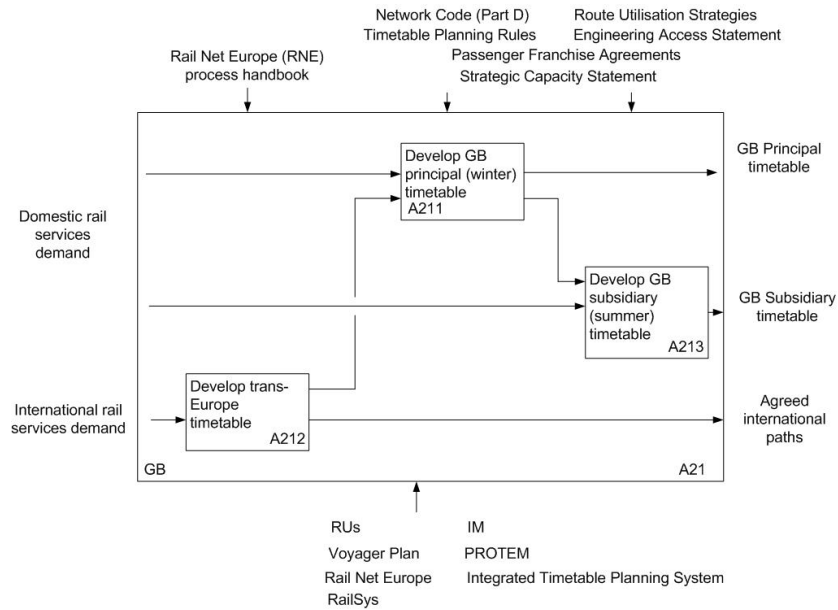 Network Code (Part D)
Route Utilisation Strategies
Timetable Planning Rules
Engineering Access Statement
Passenger Franchise Agreements
Strategic Capacity Statement
Rail Net Europe (RNE)
process handbook
Develop GB
principal (winter)
timetable
A211
GB Principal
timetable
Domestic rail
services
demand
Develop GB
subsidiary
(summer)
timetable
A213
GB Subsidiary
timetable
International rail
services demand
Develop trans-
Europe
timetable
A212
Agreed
international
paths
GB
A21
RUs
IM
Voyager Plan
PROTEM
Rail Net Europe
Integrated Timetable Planning System
RailSys